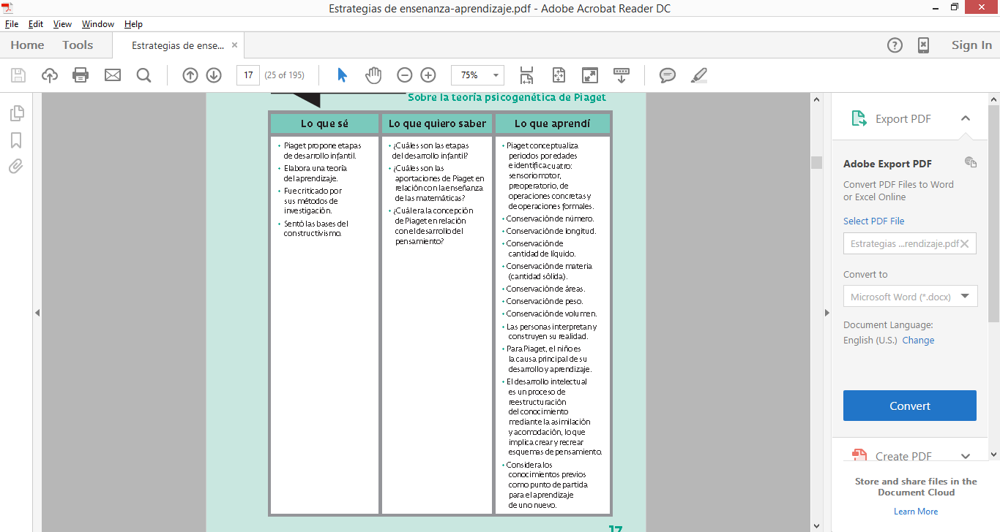 Estrategias de ensenanza-aprendizaje.pdf - Adobe Acrobat Reader DC
File Edit View Window Help
Home Tools Estrategias de ense... × Sign In
17 (25 of 195) 75%
Sobre la teoría psicogenética de Piaget
Lo que sé
• Piaget propone etapas
de desarrollo infantil.
• Elabora una teoría
del aprendizaje.
• Fue criticado por
sus métodos de
investigación.
• Sentó las bases del
constructivismo.
Lo que quiero saber
• ¿Cuáles son las etapas
del desarrollo infantil?
• ¿Cuáles son las
aportaciones de Piaget en
relación con la enseñanza
de las matemáticas?
• ¿Cuál era la concepción
de Piaget en relación
con el desarrollo del
pensamiento?
Lo que aprendí
• Piaget conceptualiza
periodos por edades
e identifica cuatro:
sensoriomotor,
preoperatorio, de
operaciones concretas y
de operaciones formales.
• Conservación de número.
• Conservación de longitud.
• Conservación de
cantidad de líquido.
• Conservación de materia
(cantidad sólida).
• Conservación de áreas.
• Conservación de peso.
• Conservación de volumen.
• Las personas interpretan y
construyen su realidad.
• Para Piaget, el niño es
la causa principal de su
desarrollo y aprendizaje.
• El desarrollo intelectual
es un proceso de
reestructuración
del conocimiento
mediante la asimilación
y acomodación, lo que
implica crear y recrear
esquemas de pensamiento.
• Considera los
conocimientos previos
como punto de partida
para el aprendizaje
de uno nuevo.
17
Export PDF
Adobe Export PDF
Convert PDF Files to Word
or Excel Online
Select PDF File
Estrategias ...rendizaje.pdf
Convert to
Microsoft Word (*.docx)
Document Language:
English (U.S.) Change
Convert
Create PDF
Store and share files in the
Document Cloud
Learn More